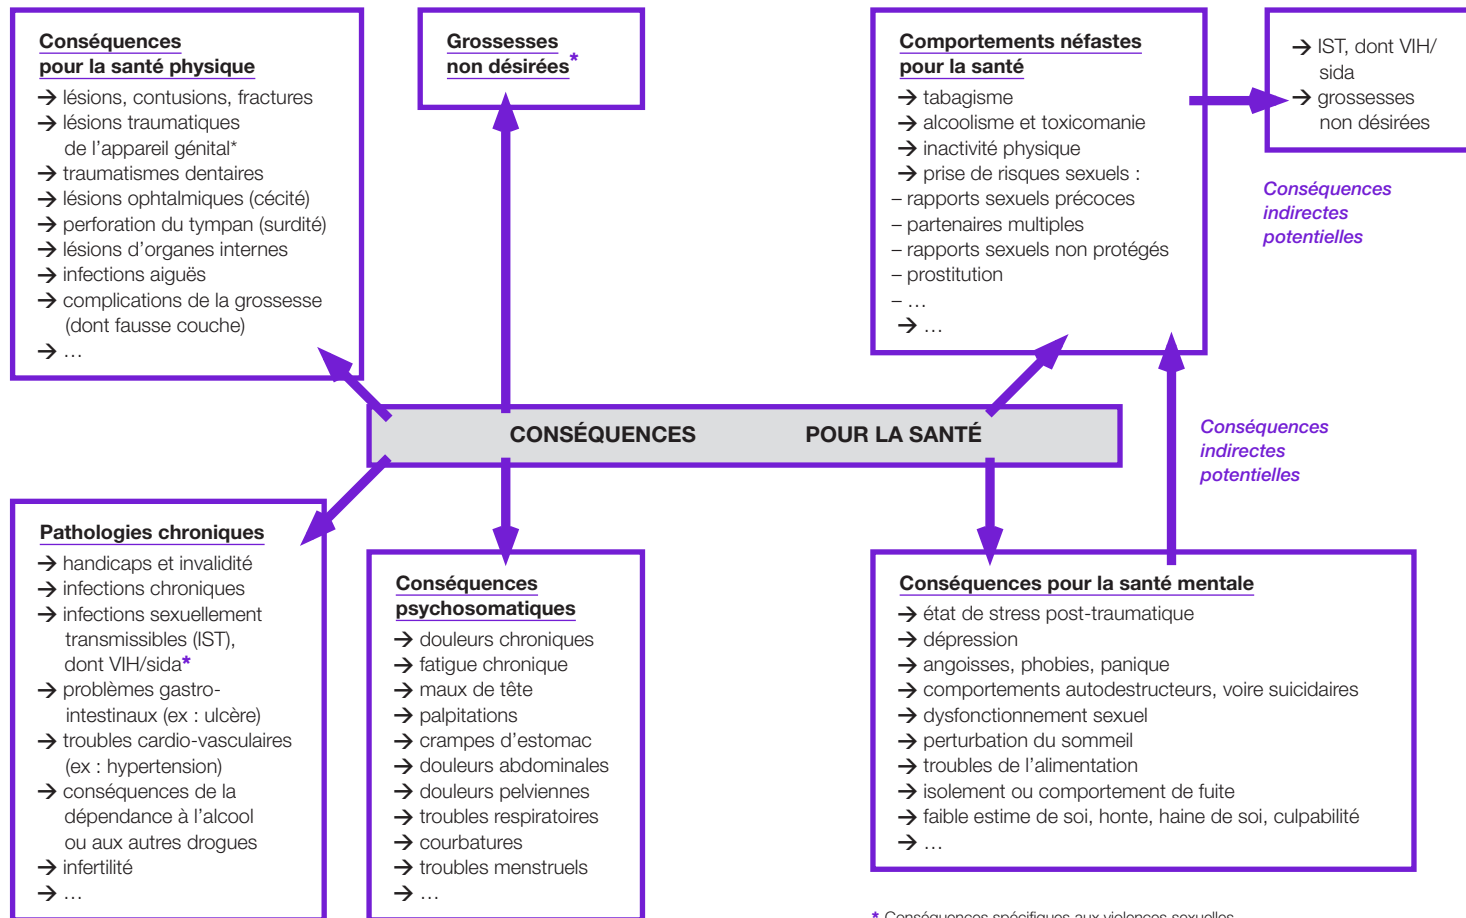 Conséquences
pour la santé physique
→ lésions, contusions, fractures
→ lésions traumatiques
de l'appareil génital*
→ traumatismes dentaires
→ lésions ophtalmiques (cécité)
→ perforation du tympan (surdité)
→ lésions d'organes internes
→ infections aiguës
→ complications de la grossesse
(dont fausse couche)
→ …
Grossesses
non désirées*
Comportements néfastes
pour la santé
→ tabagisme
→ alcoolisme et toxicomanie
→ inactivité physique
→ prise de risques sexuels :
– rapports sexuels précoces
– partenaires multiples
– rapports sexuels non protégés
– prostitution
– …
→ …
→ IST, dont VIH/
sida
→ grossesses
non désirées
Conséquences
indirectes
potentielles
CONSÉQUENCES POUR LA SANTÉ
Conséquences
indirectes
potentielles
Pathologies chroniques
→ handicaps et invalidité
→ infections chroniques
→ infections sexuellement
transmissibles (IST),
dont VIH/sida*
→ problèmes gastro-
intestinaux (ex : ulcère)
→ troubles cardio-vasculaires
(ex : hypertension)
→ conséquences de la
dépendance à l'alcool
ou aux autres drogues
→ infertilité
→ …
Conséquences
psychosomatiques
→ douleurs chroniques
→ fatigue chronique
→ maux de tête
→ palpitations
→ crampes d'estomac
→ douleurs abdominales
→ douleurs pelviennes
→ troubles respiratoires
→ courbatures
→ troubles menstruels
→ …
Conséquences pour la santé mentale
→ état de stress post-traumatique
→ dépression
→ angoisses, phobies, panique
→ comportements autodestructeurs, voire suicidaires
→ dysfonctionnement sexuel
→ perturbation du sommeil
→ troubles de l'alimentation
→ isolement ou comportement de fuite
→ faible estime de soi, honte, haine de soi, culpabilité
→ …
* Conséquences spécifiques aux violences sexuelles